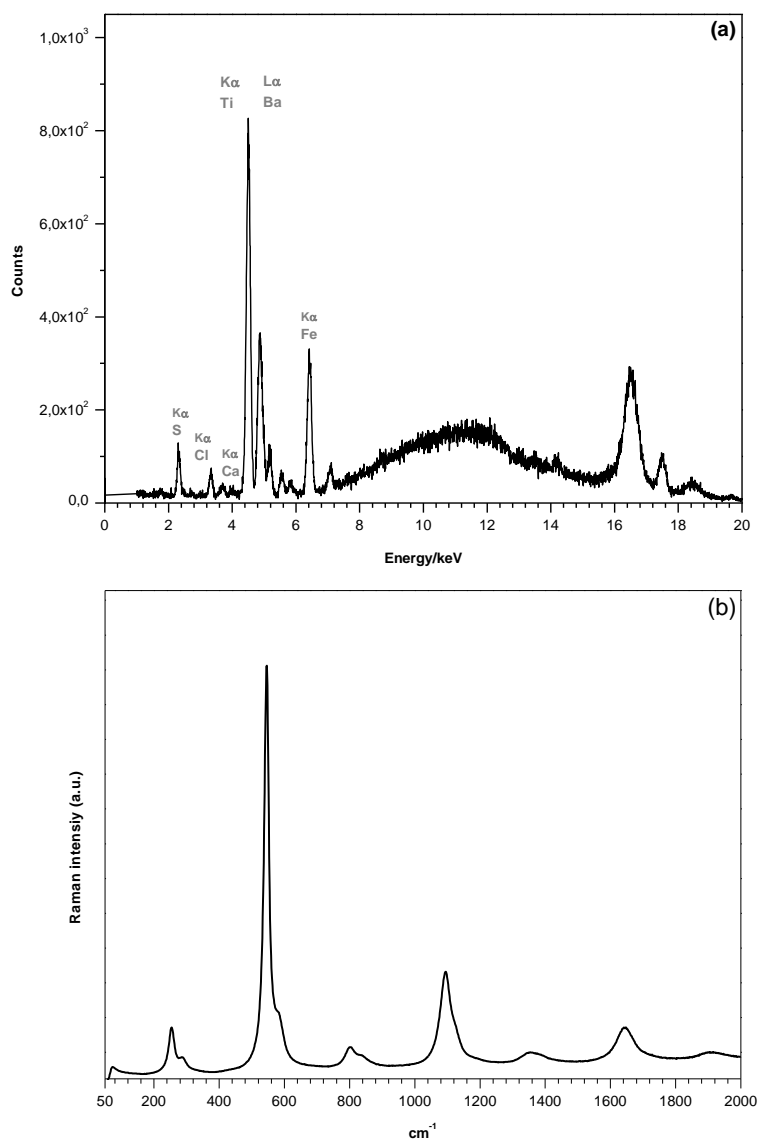 (a)
1,0x10³
8,0x10²
6,0x10²
4,0x10²
2,0x10²
0,0
Counts
Kα Lα
Ti Ba
Kα
Fe
Kα
S
Kα
Cl
Kα
Ca
0 2 4 6 8 10 12 14 16 18 20
Energy/keV
(b)
Raman intensiy (a.u.)
50 200 400 600 800 1000 1200 1400 1600 1800 2000
cm⁻¹